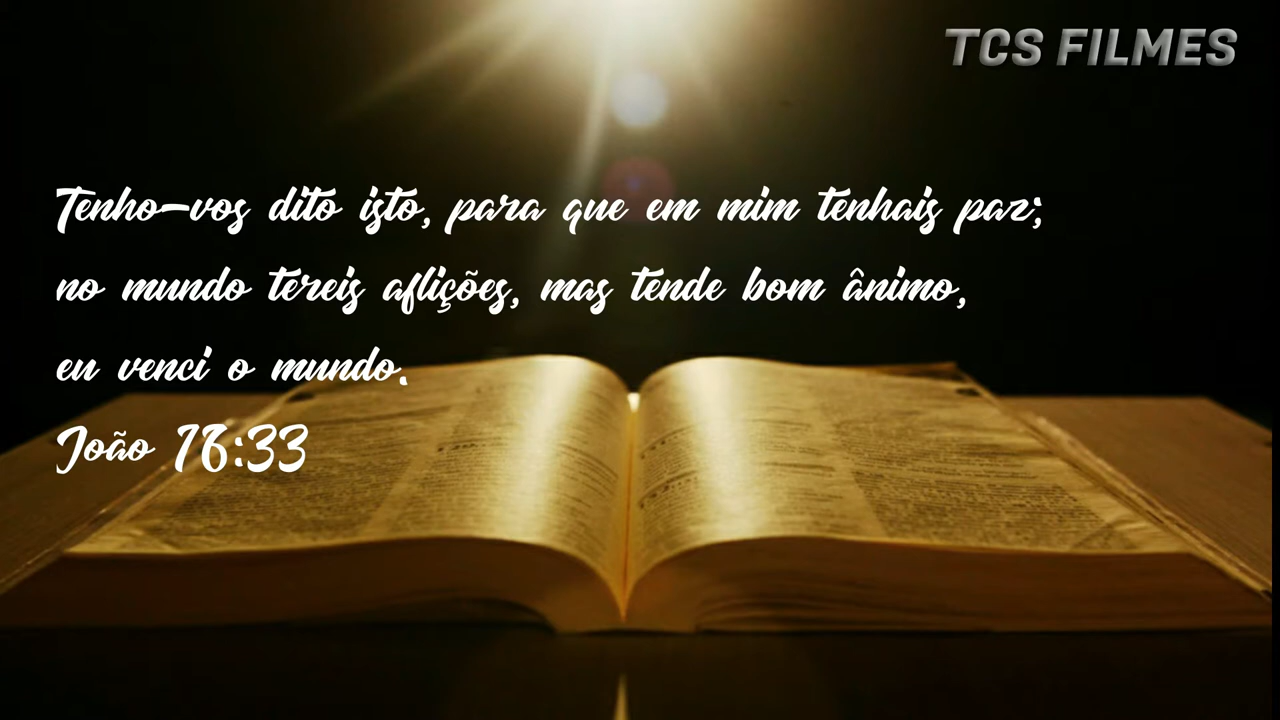 TCS FILMES
Tenho-vos dito isto, para que em mim tenhais paz;
no mundo tereis aflições, mas tende bom ânimo,
eu venci o mundo.
João 16:33